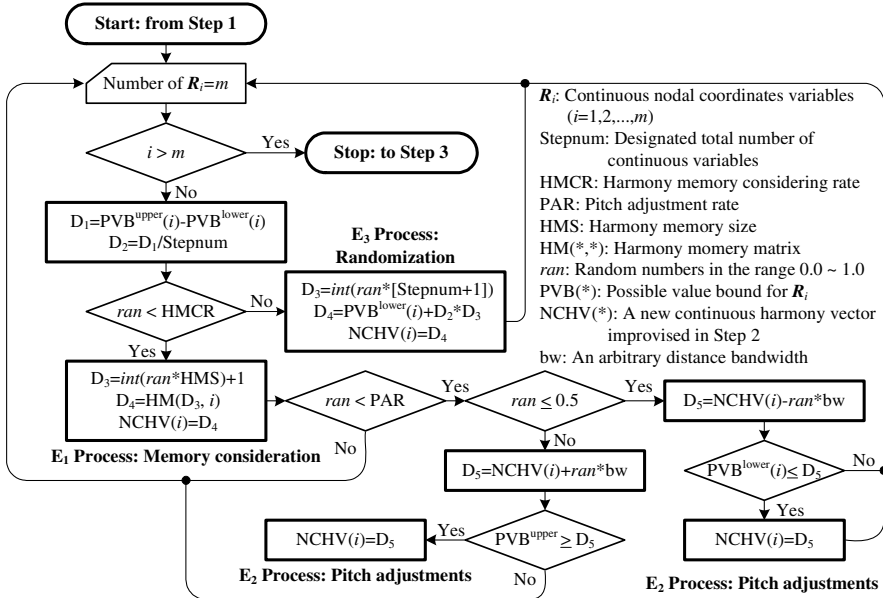 Start: from Step 1
Number of Rᵢ=m
i > m
Yes
Stop: to Step 3
No
D₁=PVBᵘᵖᵖᵉʳ(i)-PVBˡᵒʷᵉʳ(i)
D₂=D₁/Stepnum
ran < HMCR
No
Yes
E₃ Process:
Randomization
D₃=int(ran*[Stepnum+1])
D₄=PVBˡᵒʷᵉʳ(i)+D₂*D₃
NCHV(i)=D₄
Rᵢ: Continuous nodal coordinates variables
(i=1,2,...,m)
Stepnum: Designated total number of
continuous variables
HMCR: Harmony memory considering rate
PAR: Pitch adjustment rate
HMS: Harmony memory size
HM(*,*): Harmony momery matrix
ran: Random numbers in the range 0.0 ~ 1.0
PVB(*): Possible value bound for Rᵢ
NCHV(*): A new continuous harmony vector
improvised in Step 2
bw: An arbitrary distance bandwidth
D₃=int(ran*HMS)+1
D₄=HM(D₃, i)
NCHV(i)=D₄
E₁ Process: Memory consideration
ran < PAR
Yes
No
ran ≤ 0.5
Yes
No
D₅=NCHV(i)-ran*bw
D₅=NCHV(i)+ran*bw
PVBˡᵒʷᵉʳ(i) ≤ D₅
No
Yes
NCHV(i)=D₅
E₂ Process: Pitch adjustments
PVBᵘᵖᵖᵉʳ ≥ D₅
Yes
No
NCHV(i)=D₅
E₂ Process: Pitch adjustments